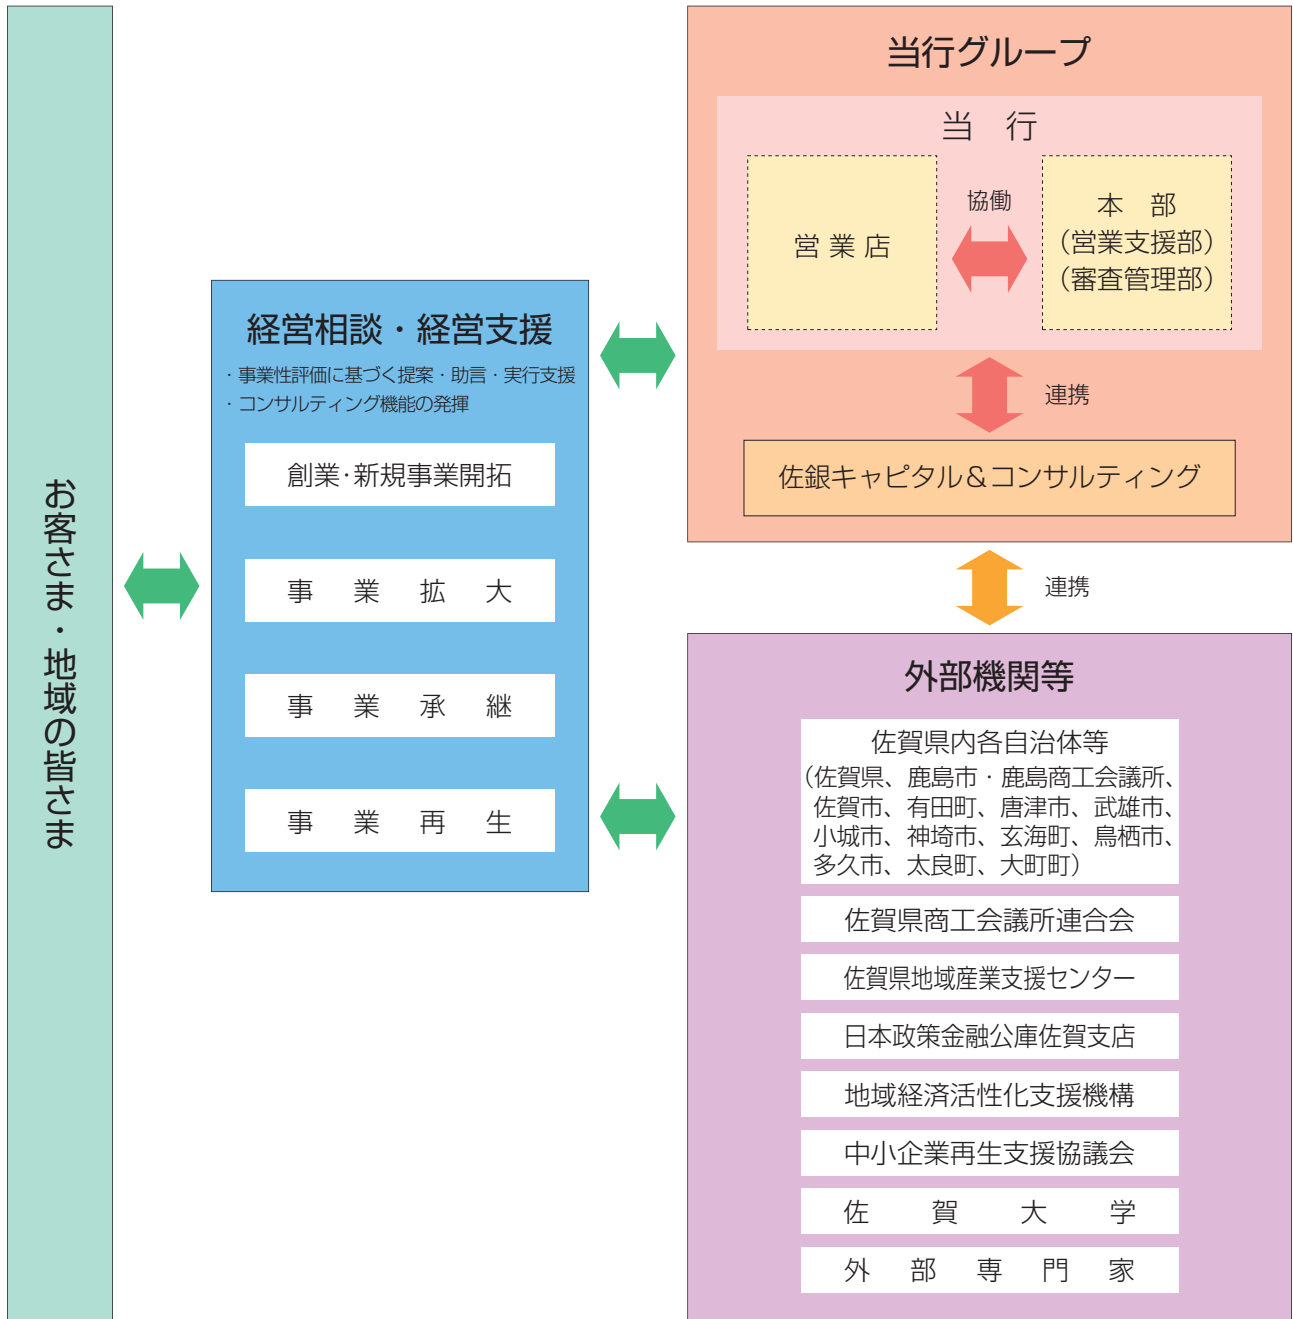 お客さま・地域の皆さま
経営相談・経営支援
・事業性評価に基づく提案・助言・実行支援
・コンサルティング機能の発揮
創業・新規事業開拓
事業拡大
事業承継
事業再生
当行グループ
当行
営業店
協働
本部
（営業支援部）
（審査管理部）
連携
佐銀キャピタル＆コンサルティング
連携
外部機関等
佐賀県内各自治体等
（佐賀県、鹿島市・鹿島商工会議所、
佐賀市、有田町、唐津市、武雄市、
小城市、神埼市、玄海町、鳥栖市、
多久市、太良町、大町町）
佐賀県商工会議所連合会
佐賀県地域産業支援センター
日本政策金融公庫佐賀支店
地域経済活性化支援機構
中小企業再生支援協議会
佐賀大学
外部専門家